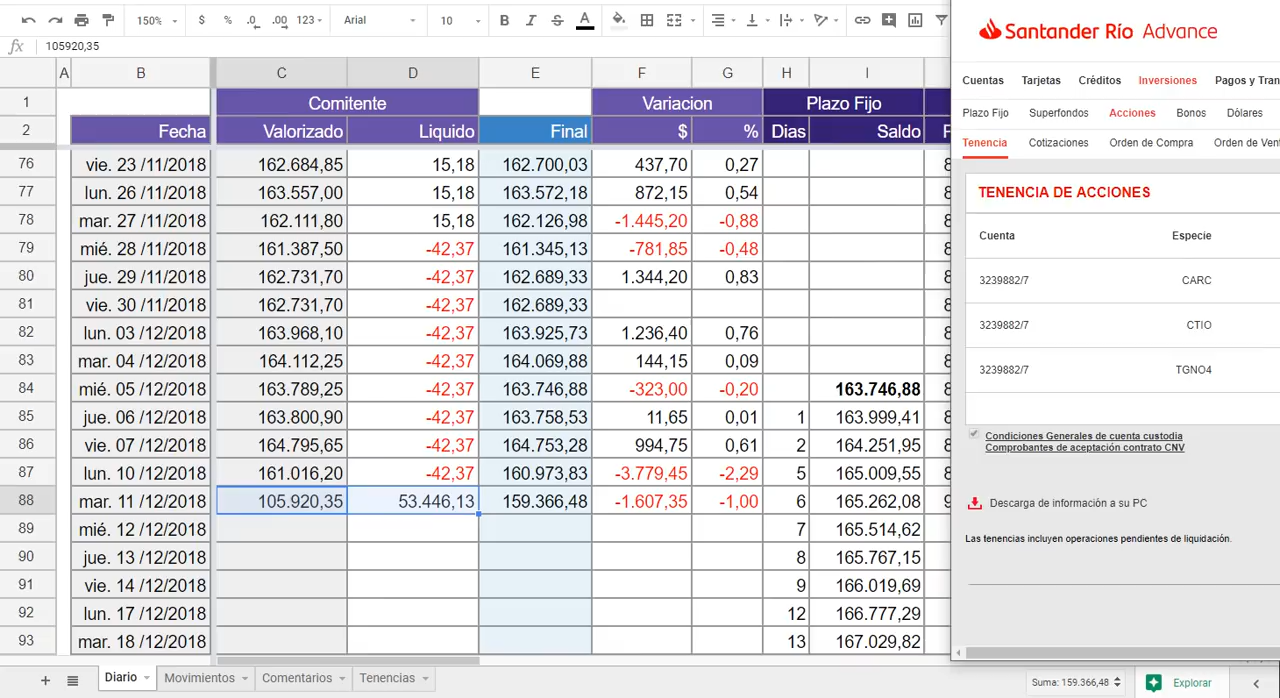 150% $ % .0 .00 123 Arial 10 B I S A
fx 105920,35
A B C D E F G H I
1 Comitente Variacion Plazo Fijo
2 Fecha Valorizado Liquido Final $ % Dias Saldo
76 vie. 23 /11/2018 162.684,85 15,18 162.700,03 437,70 0,27
77 lun. 26 /11/2018 163.557,00 15,18 163.572,18 872,15 0,54
78 mar. 27 /11/2018 162.111,80 15,18 162.126,98 -1.445,20 -0,88
79 mié. 28 /11/2018 161.387,50 -42,37 161.345,13 -781,85 -0,48
80 jue. 29 /11/2018 162.731,70 -42,37 162.689,33 1.344,20 0,83
81 vie. 30 /11/2018 162.731,70 -42,37 162.689,33
82 lun. 03 /12/2018 163.968,10 -42,37 163.925,73 1.236,40 0,76
83 mar. 04 /12/2018 164.112,25 -42,37 164.069,88 144,15 0,09
84 mié. 05 /12/2018 163.789,25 -42,37 163.746,88 -323,00 -0,20 163.746,88
85 jue. 06 /12/2018 163.800,90 -42,37 163.758,53 11,65 0,01 1 163.999,41
86 vie. 07 /12/2018 164.795,65 -42,37 164.753,28 994,75 0,61 2 164.251,95
87 lun. 10 /12/2018 161.016,20 -42,37 160.973,83 -3.779,45 -2,29 5 165.009,55
88 mar. 11 /12/2018 105.920,35 53.446,13 159.366,48 -1.607,35 -1,00 6 165.262,08
89 mié. 12 /12/2018 7 165.514,62
90 jue. 13 /12/2018 8 165.767,15
91 vie. 14 /12/2018 9 166.019,69
92 lun. 17 /12/2018 12 166.777,29
93 mar. 18 /12/2018 13 167.029,82
+ Diario Movimientos Comentarios Tenencias
Suma: 159.366,48 Explorar
Santander Río Advance
Cuentas Tarjetas Créditos Inversiones Pagos y Tran
Plazo Fijo Superfondos Acciones Bonos Dólares
Tenencia Cotizaciones Orden de Compra Orden de Vent
TENENCIA DE ACCIONES
Cuenta Especie
3239882/7 CARC
3239882/7 CTIO
3239882/7 TGNO4
Condiciones Generales de cuenta custodia
Comprobantes de aceptación contrato CNV
Descarga de información a su PC
Las tenencias incluyen operaciones pendientes de liquidación.